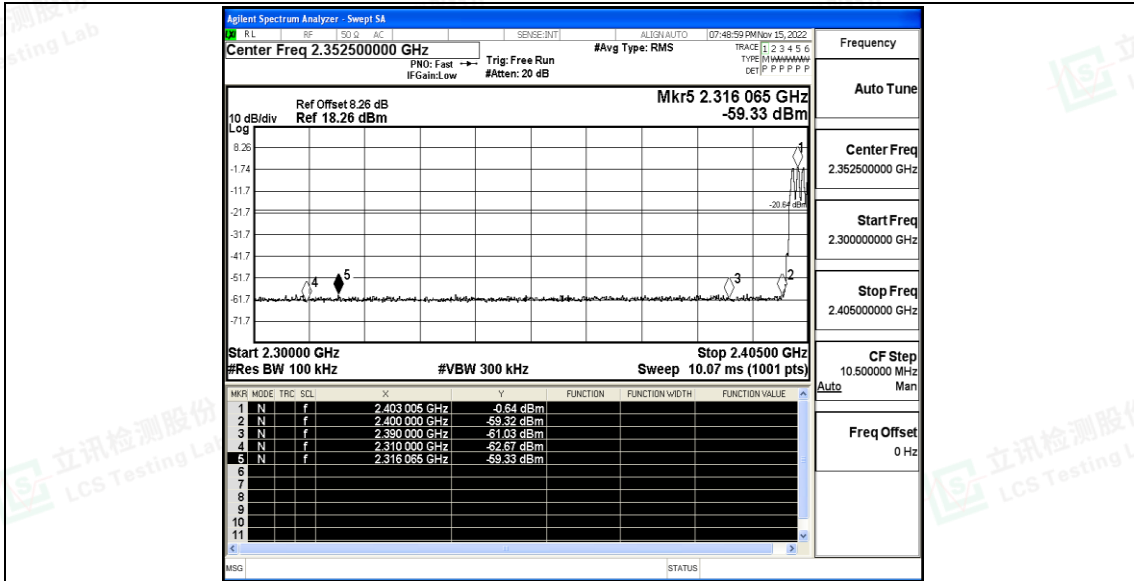 Agilent Spectrum Analyzer - Swept SA
RL RF 50 Ω AC SENSE:INT ALIGNAUTO 07:48:59 PMNov 15, 2022
Center Freq 2.352500000 GHz #Avg Type: RMS TRACE 1 2 3 4 5 6
PNO: Fast Trig: Free Run TYPE M
IFGain:Low #Atten: 20 dB DET P P P P P P
Frequency
Auto Tune
Center Freq
2.352500000 GHz
Start Freq
2.300000000 GHz
Stop Freq
2.405000000 GHz
CF Step
10.500000 MHz
Auto Man
Freq Offset
0 Hz
Mkr5 2.316 065 GHz
-59.33 dBm
Ref Offset 8.26 dB
10 dB/div Ref 18.26 dBm
Log
8.26
-1.74
-11.7
-21.7
-31.7
-41.7
-51.7
-61.7
-71.7
1
-20.64 dBm
4 5 3 2
Start 2.30000 GHz Stop 2.40500 GHz
#Res BW 100 kHz #VBW 300 kHz Sweep 10.07 ms (1001 pts)
MKR MODE TRC SCL X Y FUNCTION FUNCTION WIDTH FUNCTION VALUE
1 N f 2.403 005 GHz -0.64 dBm
2 N f 2.400 000 GHz -59.32 dBm
3 N f 2.390 000 GHz -61.03 dBm
4 N f 2.310 000 GHz -62.67 dBm
5 N f 2.316 065 GHz -59.33 dBm
6
7
8
9
10
11
MSG STATUS
立讯检测股份
LCS Testing Lab